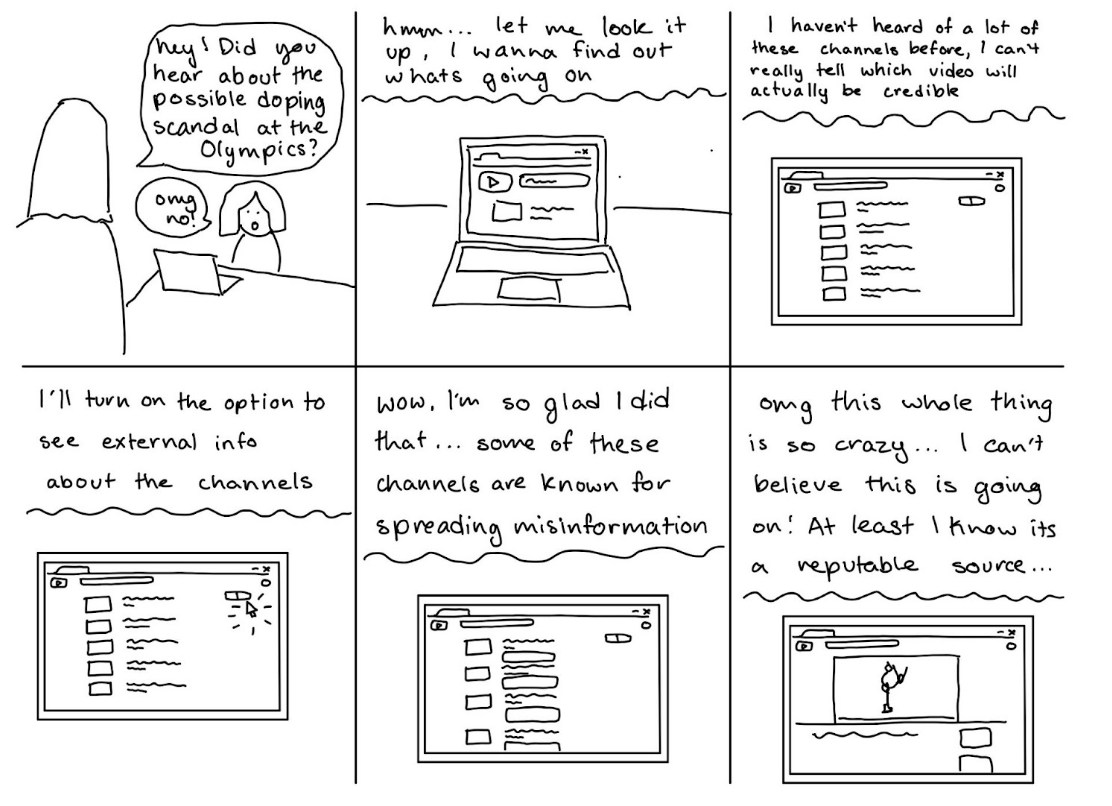 hey! Did you
hear about the
possible doping
scandal at the
Olympics?
omg
no!
hmm... let me look it
up, I wanna find out
whats going on
I haven't heard of a lot of
these channels before, I can't
really tell which video will
actually be credible
I'll turn on the option to
see external info
about the channels
wow, I'm so glad I did
that... some of these
channels are known for
spreading misinformation
omg this whole thing
is so crazy... I can't
believe this is going
on! At least I know its
a reputable source...